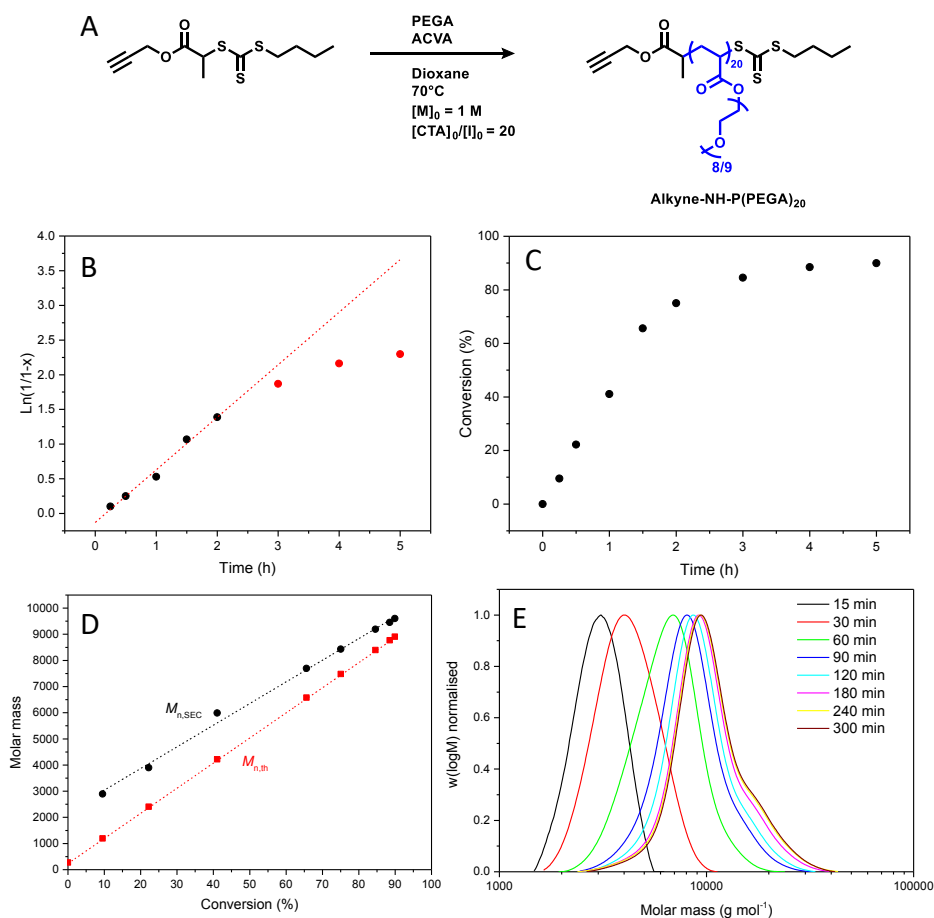 A
PEGA
ACVA
Dioxane
70°C
[M]0 = 1 M
[CTA]0/[I]0 = 20
O
O
S
S
S
O
O
S
S
S
20
O
O
O
8/9
Alkyne-NH-P(PEGA)20
B
Ln(1/1-x)
4.0
3.5
3.0
2.5
2.0
1.5
1.0
0.5
0.0
0 1 2 3 4 5
Time (h)
C
Conversion (%)
100
80
60
40
20
0
0 1 2 3 4 5
Time (h)
D
Molar mass
10000
9000
8000
7000
6000
5000
4000
3000
2000
1000
0
Mn,SEC
Mn,th
0 10 20 30 40 50 60 70 80 90 100
Conversion (%)
E
w(logM) normalised
1.0
0.8
0.6
0.4
0.2
0.0
15 min
30 min
60 min
90 min
120 min
180 min
240 min
300 min
1000 10000 100000
Molar mass (g mol-1)